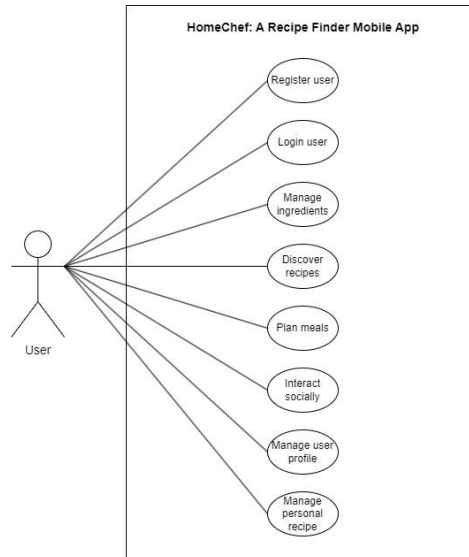 HomeChef: A Recipe Finder Mobile App
Register user
Login user
Manage
ingredients
Discover
recipes
Plan meals
User
Interact
socially
Manage user
profile
Manage
personal
recipe